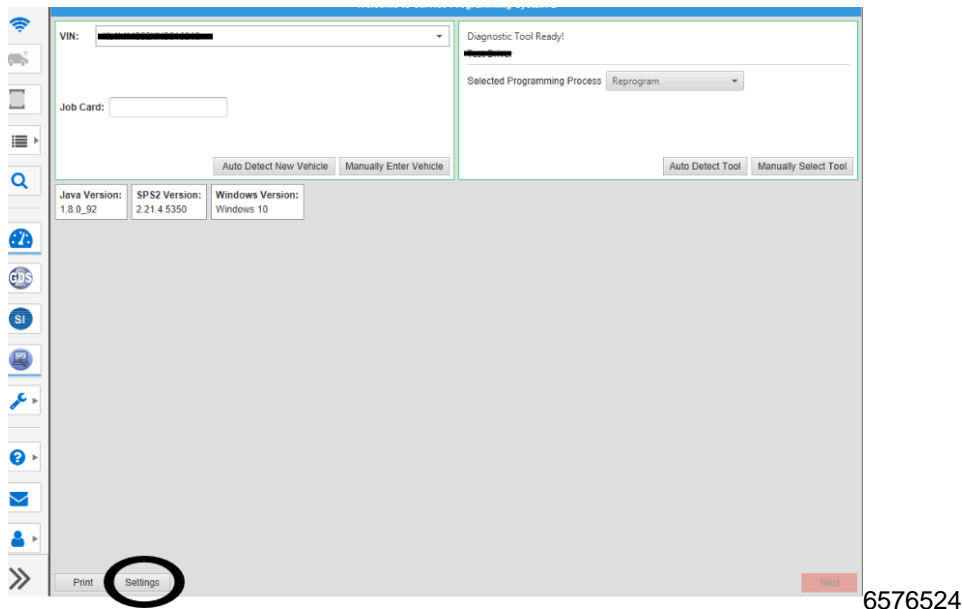 VIN:
Job Card:
Auto Detect New Vehicle Manually Enter Vehicle
Diagnostic Tool Ready!
Selected Programming Process Reprogram
Auto Detect Tool Manually Select Tool
Java Version: SPS2 Version: Windows Version:
1.8.0_92 2.21.4.5350 Windows 10
GDS
SI
Print Settings Next
6576524